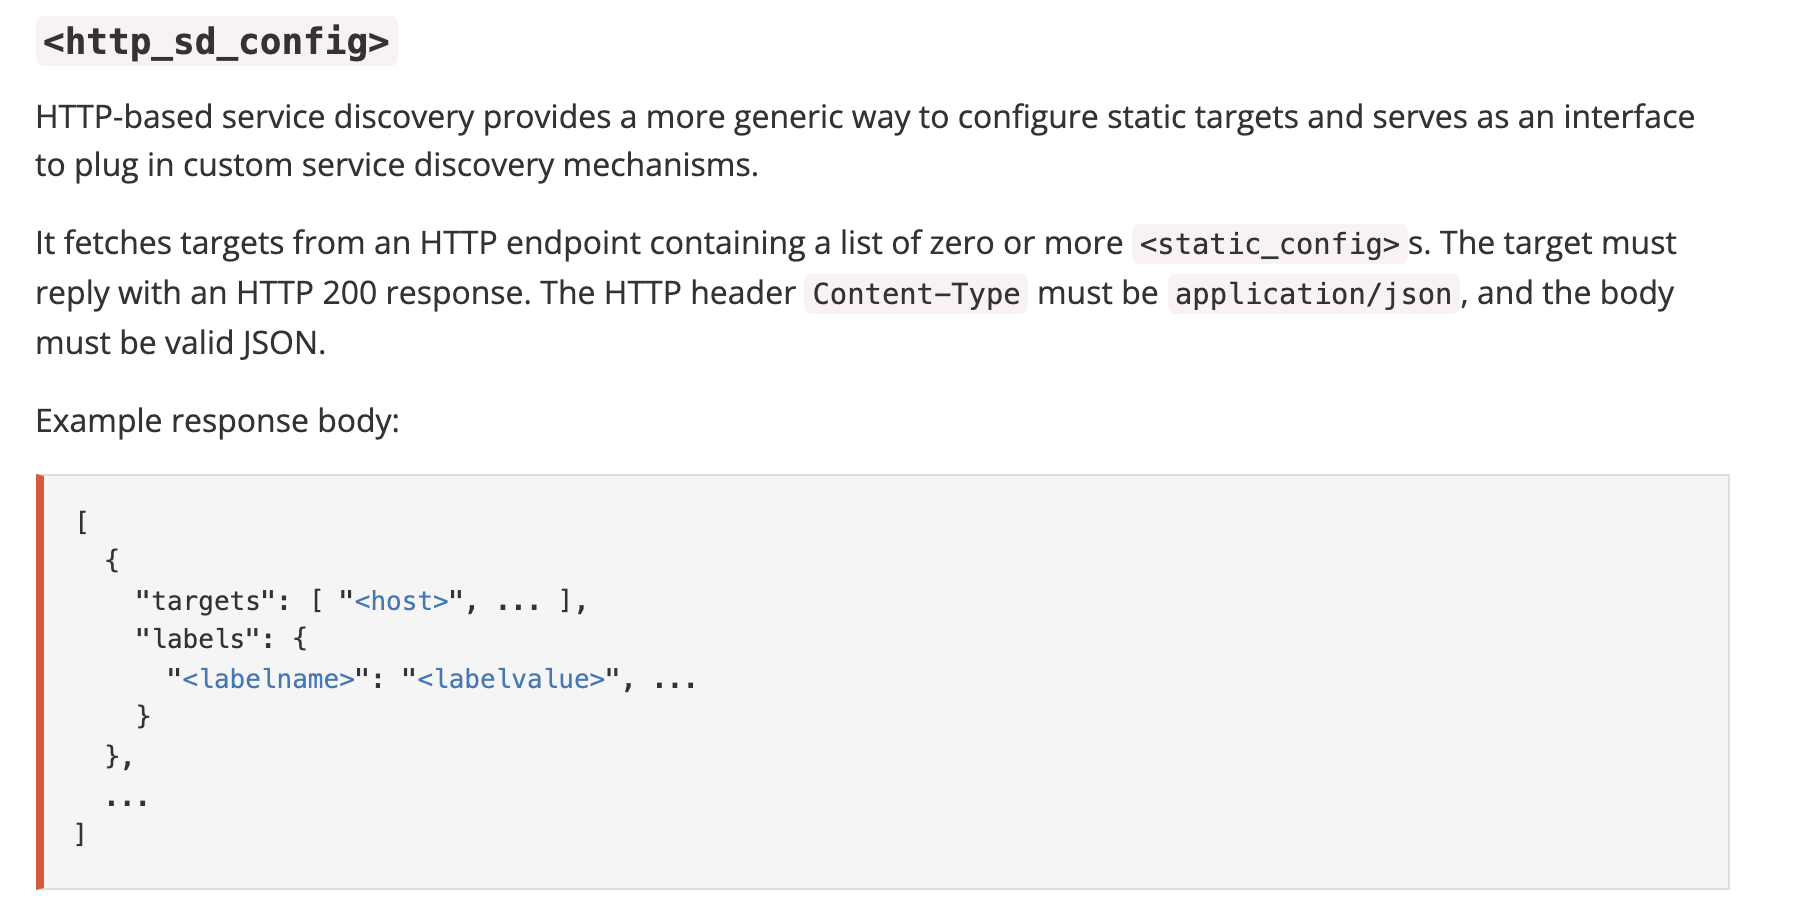 <http_sd_config>
HTTP-based service discovery provides a more generic way to configure static targets and serves as an interface
to plug in custom service discovery mechanisms.
It fetches targets from an HTTP endpoint containing a list of zero or more <static_config>s. The target must
reply with an HTTP 200 response. The HTTP header Content-Type must be application/json, and the body
must be valid JSON.
Example response body:
[
  {
    "targets": [ "<host>", ... ],
    "labels": {
      "<labelname>": "<labelvalue>", ...
    }
  },
  ...
]